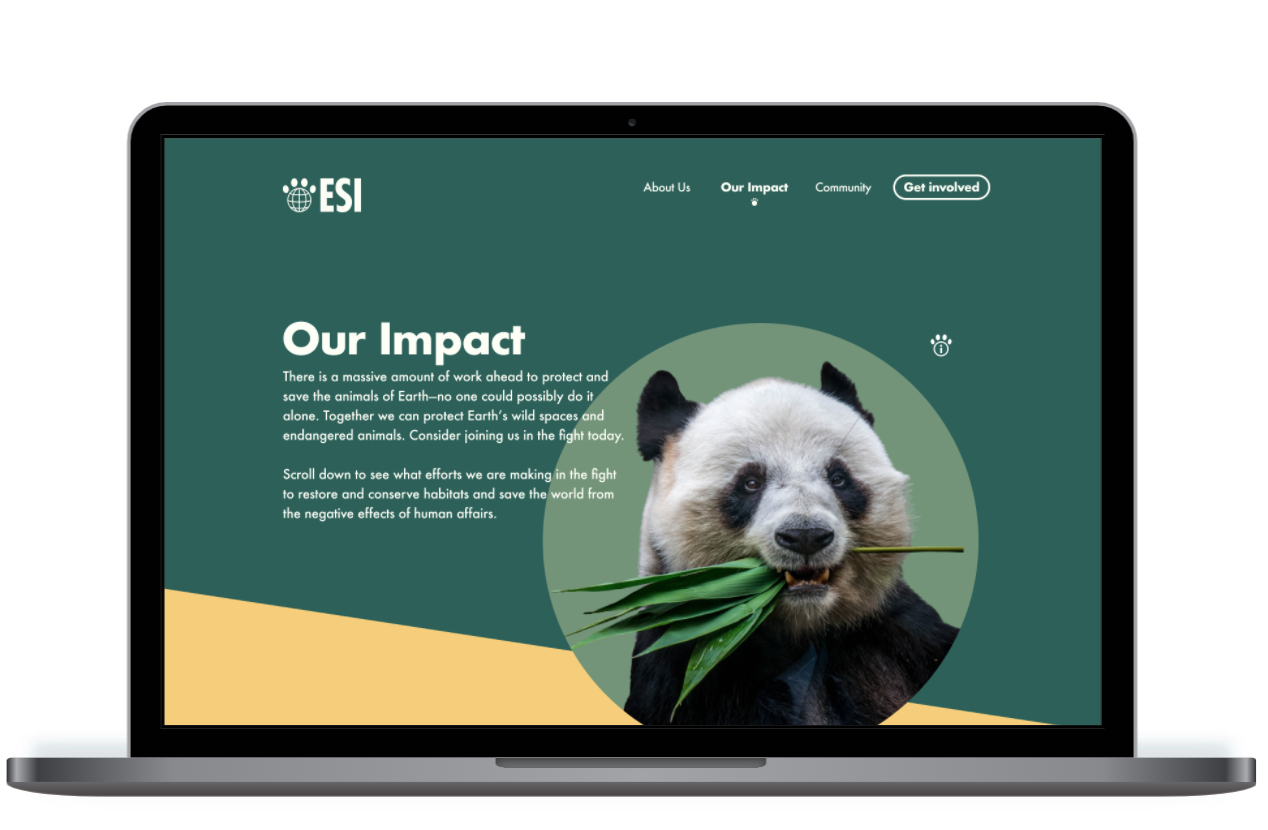 ESI
About Us
Our Impact
Community
Get involved
Our Impact
There is a massive amount of work ahead to protect and
save the animals of Earth—no one could possibly do it
alone. Together we can protect Earth's wild spaces and
endangered animals. Consider joining us in the fight today.
Scroll down to see what efforts we are making in the fight
to restore and conserve habitats and save the world from
the negative effects of human affairs.